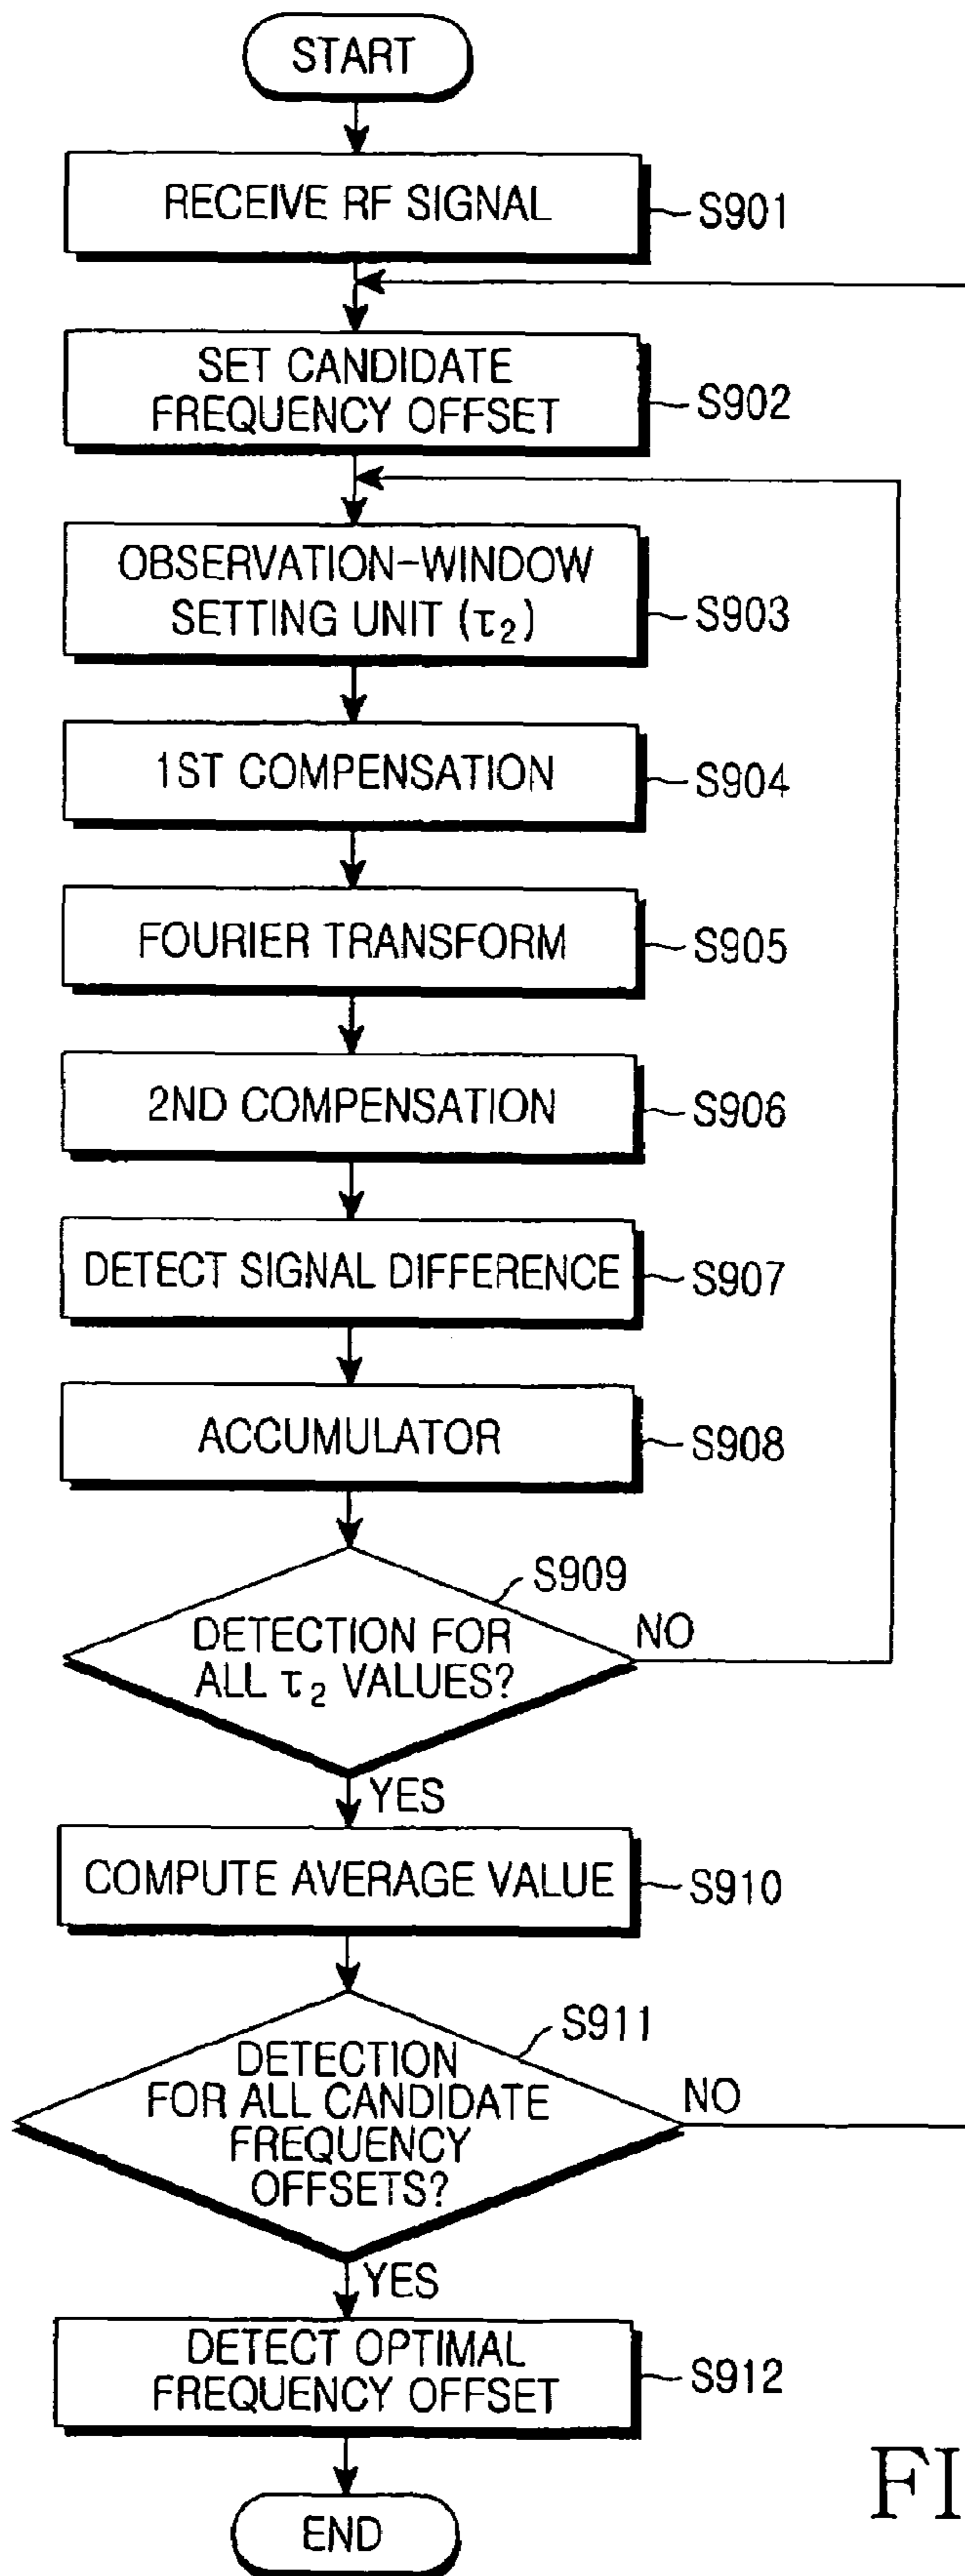 START
RECEIVE RF SIGNAL
S901
SET CANDIDATE
FREQUENCY OFFSET
S902
OBSERVATION-WINDOW
SETTING UNIT (τ₂)
S903
1ST COMPENSATION
S904
FOURIER TRANSFORM
S905
2ND COMPENSATION
S906
DETECT SIGNAL DIFFERENCE
S907
ACCUMULATOR
S908
S909
DETECTION FOR
ALL τ₂ VALUES?
NO
YES
COMPUTE AVERAGE VALUE
S910
S911
DETECTION
FOR ALL CANDIDATE
FREQUENCY
OFFSETS?
NO
YES
DETECT OPTIMAL
FREQUENCY OFFSET
S912
END
FI